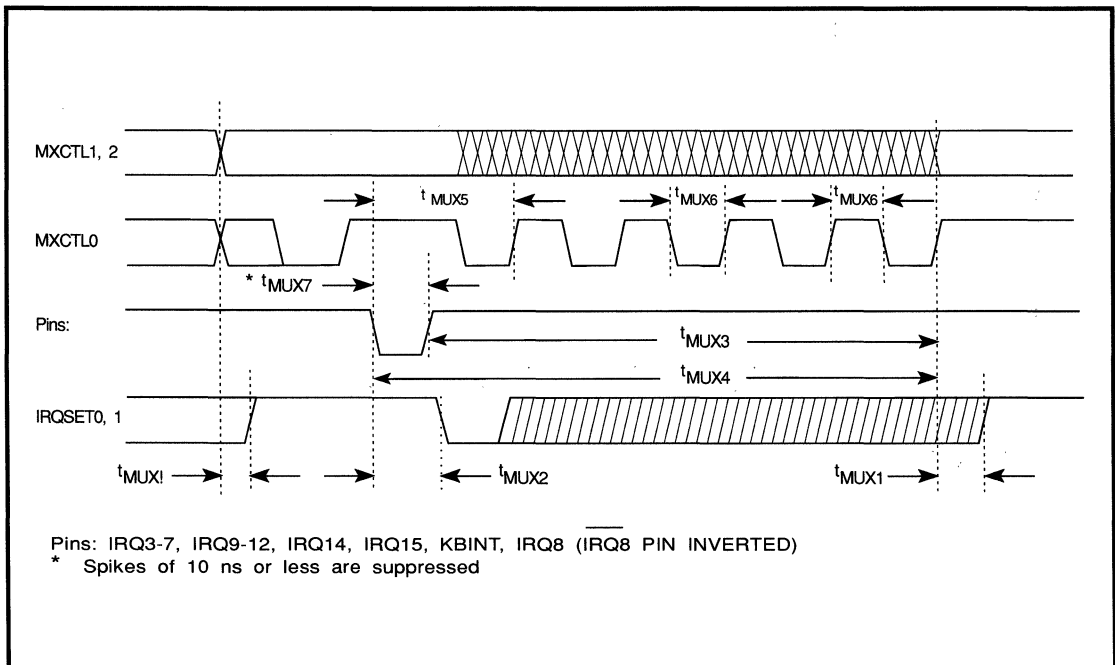 MXCTL1, 2
t MUX5
t MUX6
t MUX6
MXCTL0
* t MUX7
Pins:
t MUX3
t MUX4
IRQSET0, 1
t MUX!
t MUX2
t MUX1
Pins: IRQ3-7, IRQ9-12, IRQ14, IRQ15, KBINT, IRQ8 (IRQ8 PIN INVERTED)
* Spikes of 10 ns or less are suppressed